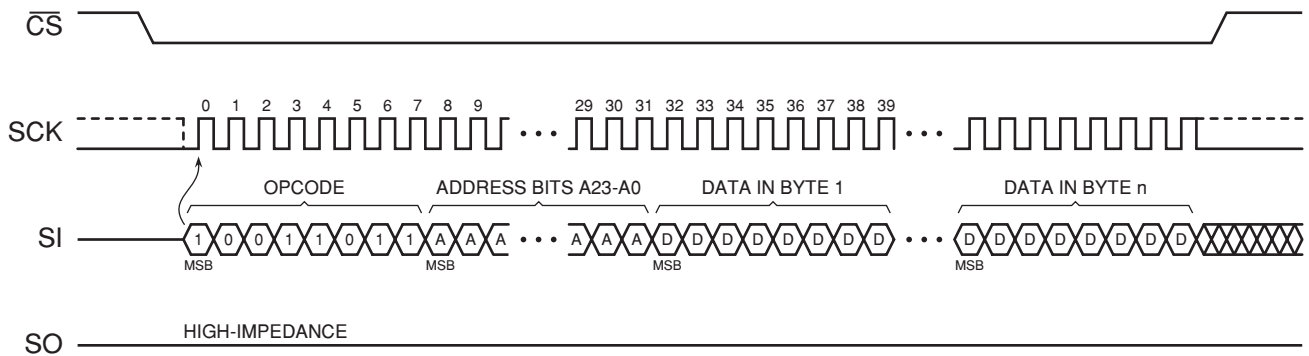 CS
0 1 2 3 4 5 6 7 8 9 29 30 31 32 33 34 35 36 37 38 39
SCK
OPCODE ADDRESS BITS A23-A0 DATA IN BYTE 1 DATA IN BYTE n
SI 1 0 0 1 1 0 1 1 A A A A A A D D D D D D D D D D D D D D D D
MSB MSB MSB MSB
HIGH-IMPEDANCE
SO